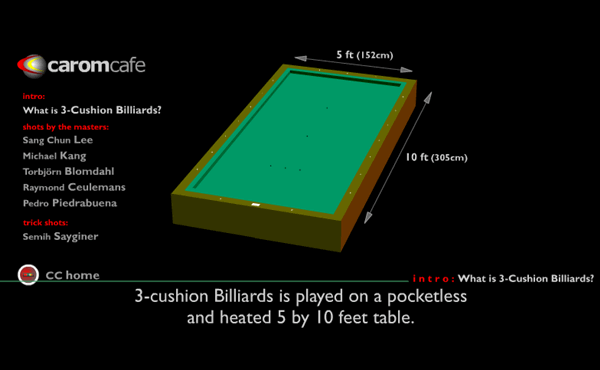 caromcafe
intro:
What is 3-Cushion Billiards?
shots by the masters:
Sang Chun Lee
Michael Kang
Torbjörn Blomdahl
Raymond Ceulemans
Pedro Piedrabuena
trick shots:
Semih Sayginer
CC home
5 ft (152cm)
10 ft (305cm)
intro: What is 3-Cushion Billiards?
3-cushion Billiards is played on a pocketless
and heated 5 by 10 feet table.